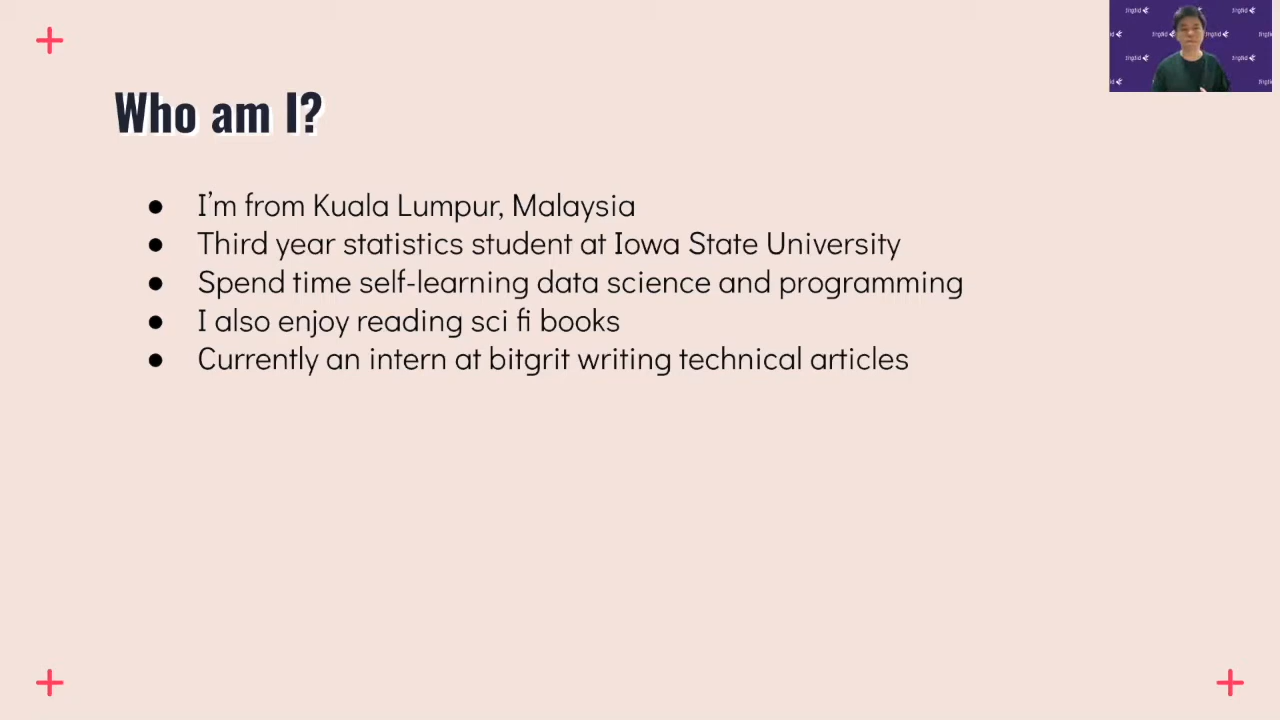 Who am I?
● I'm from Kuala Lumpur, Malaysia
● Third year statistics student at Iowa State University
● Spend time self-learning data science and programming
● I also enjoy reading sci fi books
● Currently an intern at bitgrit writing technical articles